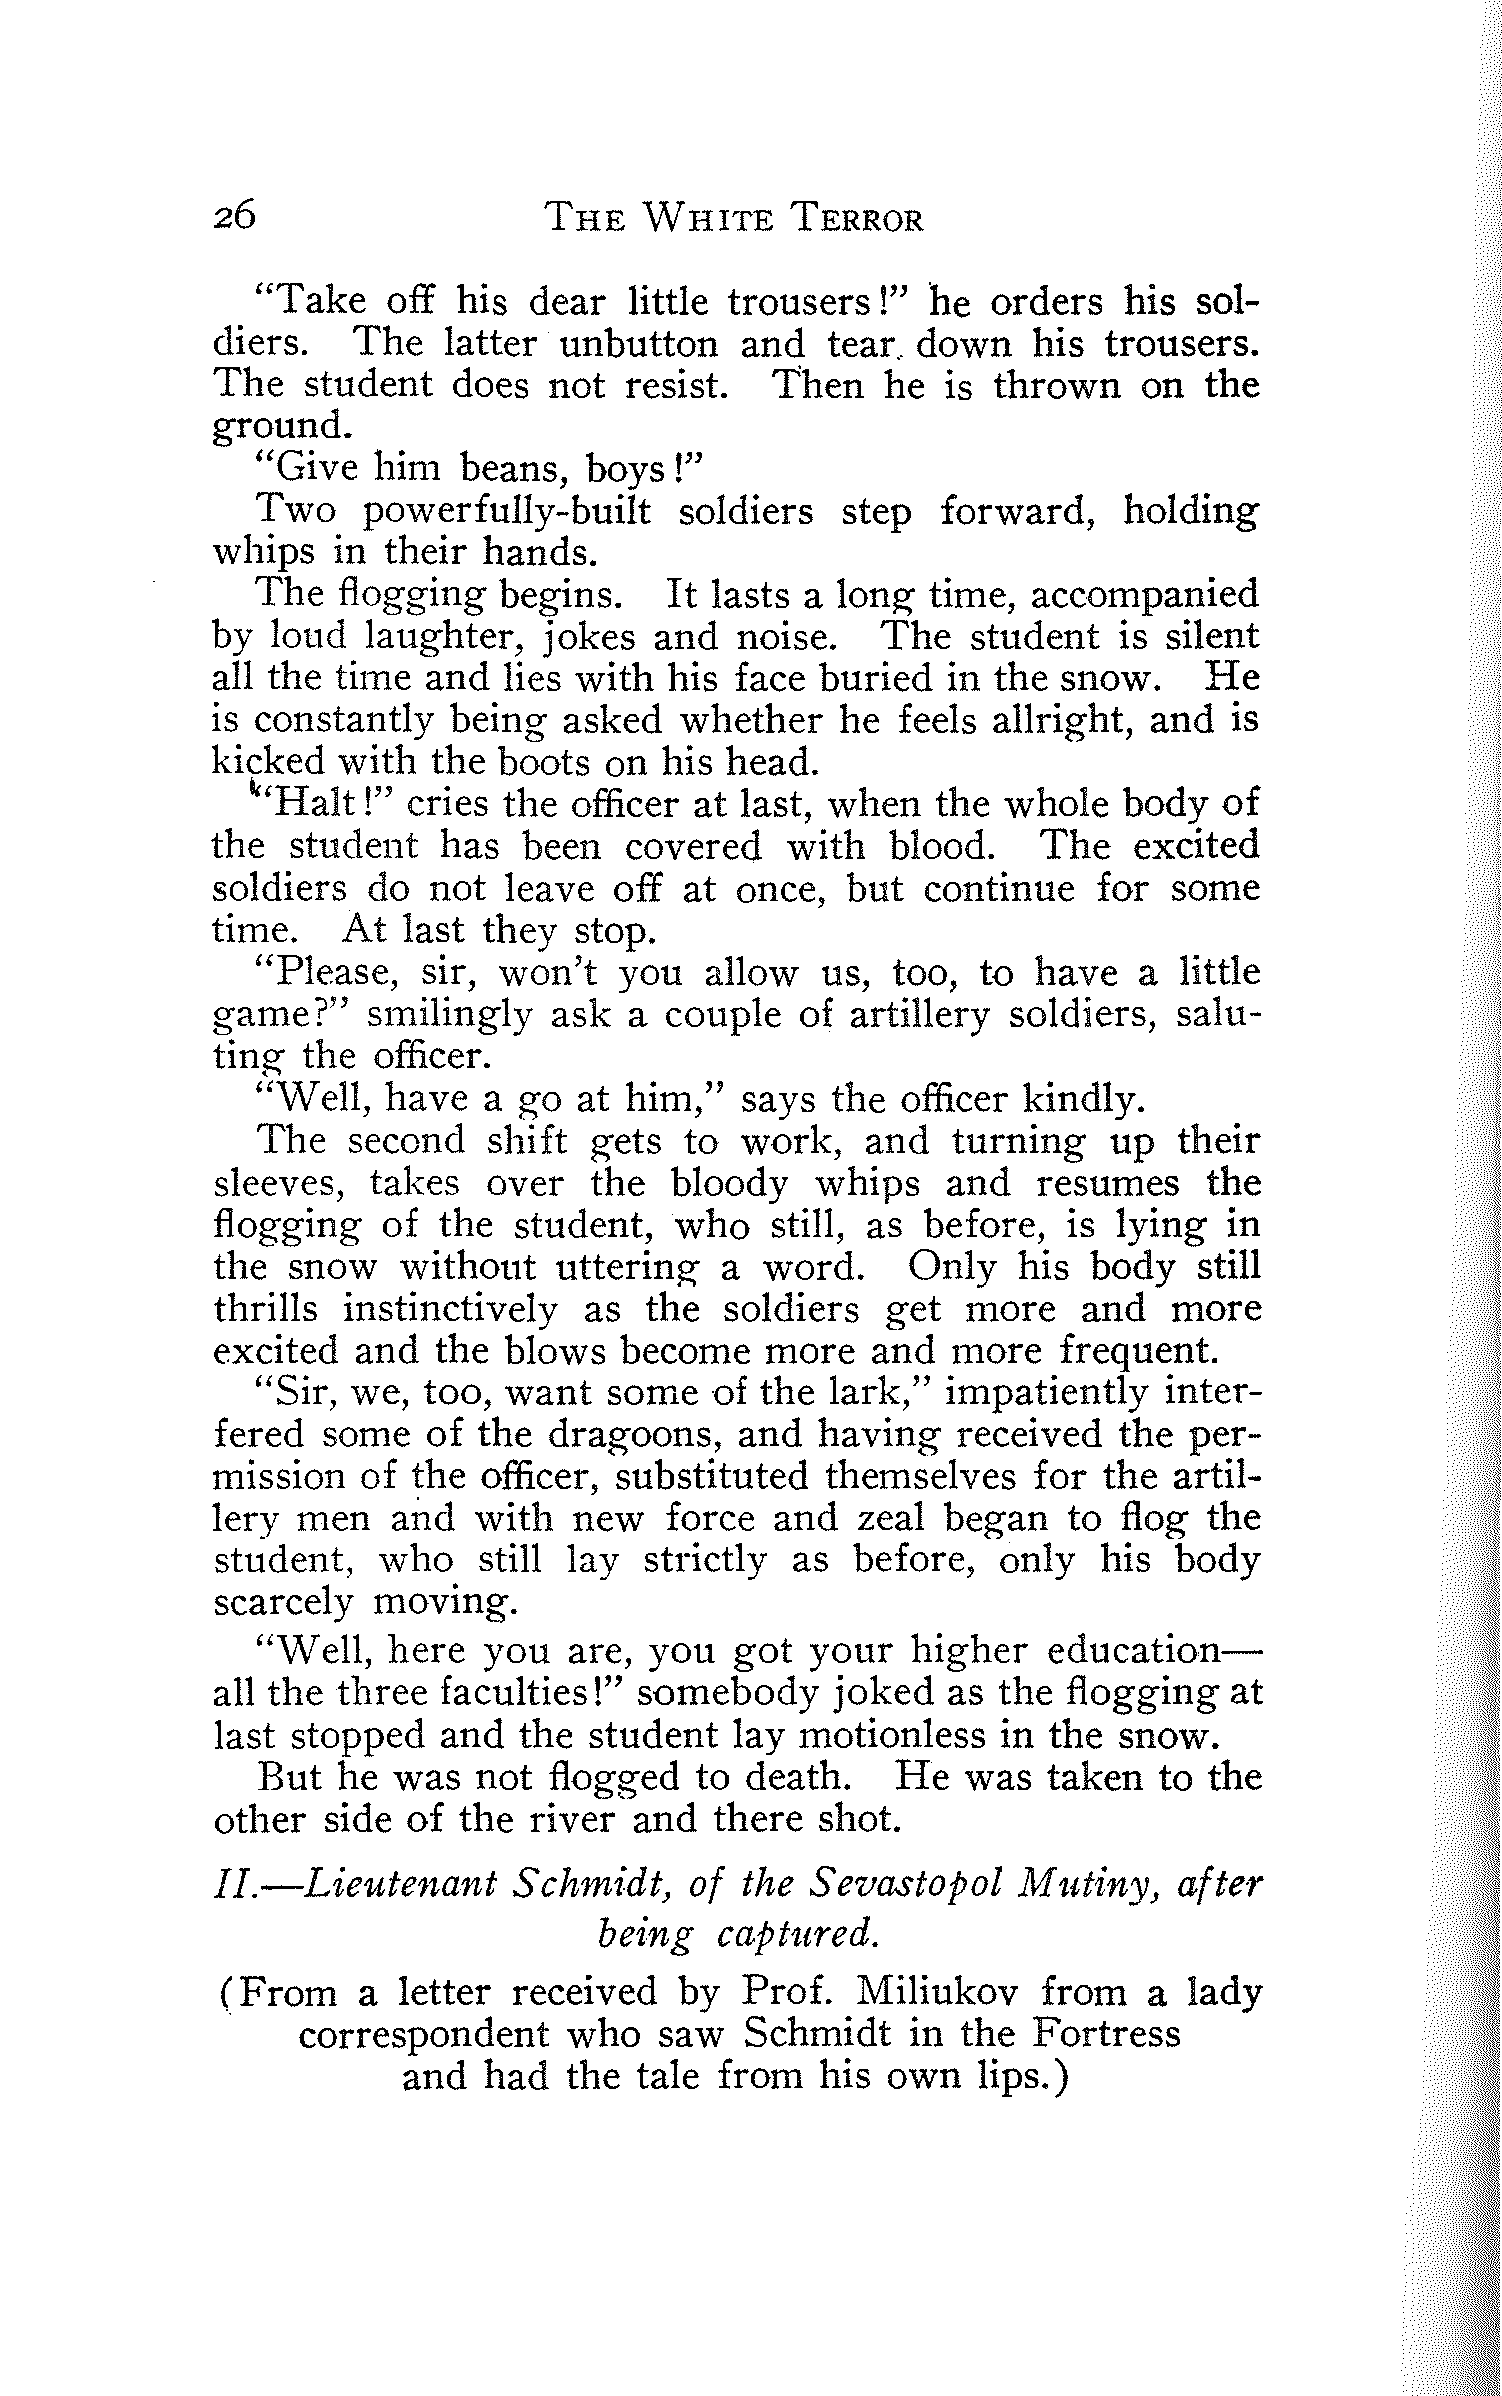 26 THE WHITE TERROR
"Take off his dear little trousers!" he orders his sol-
diers. The latter unbutton and tear down his trousers.
The student does not resist. Then he is thrown on the
ground.
"Give him beans, boys!"
Two powerfully-built soldiers step forward, holding
whips in their hands.
The flogging begins. It lasts a long time, accompanied
by loud laughter, jokes and noise. The student is silent
all the time and lies with his face buried in the snow. He
is constantly being asked whether he feels allright, and is
kicked with the boots on his head.
"Halt!" cries the officer at last, when the whole body of
the student has been covered with blood. The excited
soldiers do not leave off at once, but continue for some
time. At last they stop.
"Please, sir, won't you allow us, too, to have a little
game?" smilingly ask a couple of artillery soldiers, salu-
ting the officer.
"Well, have a go at him," says the officer kindly.
The second shift gets to work, and turning up their
sleeves, takes over the bloody whips and resumes the
flogging of the student, who still, as before, is lying in
the snow without uttering a word. Only his body still
thrills instinctively as the soldiers get more and more
excited and the blows become more and more frequent.
"Sir, we, too, want some of the lark," impatiently inter-
fered some of the dragoons, and having received the per-
mission of the officer, substituted themselves for the artil-
lery men and with new force and zeal began to flog the
student, who still lay strictly as before, only his body
scarcely moving.
"Well, here you are, you got your higher education—
all the three faculties!" somebody joked as the flogging at
last stopped and the student lay motionless in the snow.
But he was not flogged to death. He was taken to the
other side of the river and there shot.
II.—Lieutenant Schmidt, of the Sevastopol Mutiny, after
being captured.
(From a letter received by Prof. Miliukov from a lady
correspondent who saw Schmidt in the Fortress
and had the tale from his own lips.)